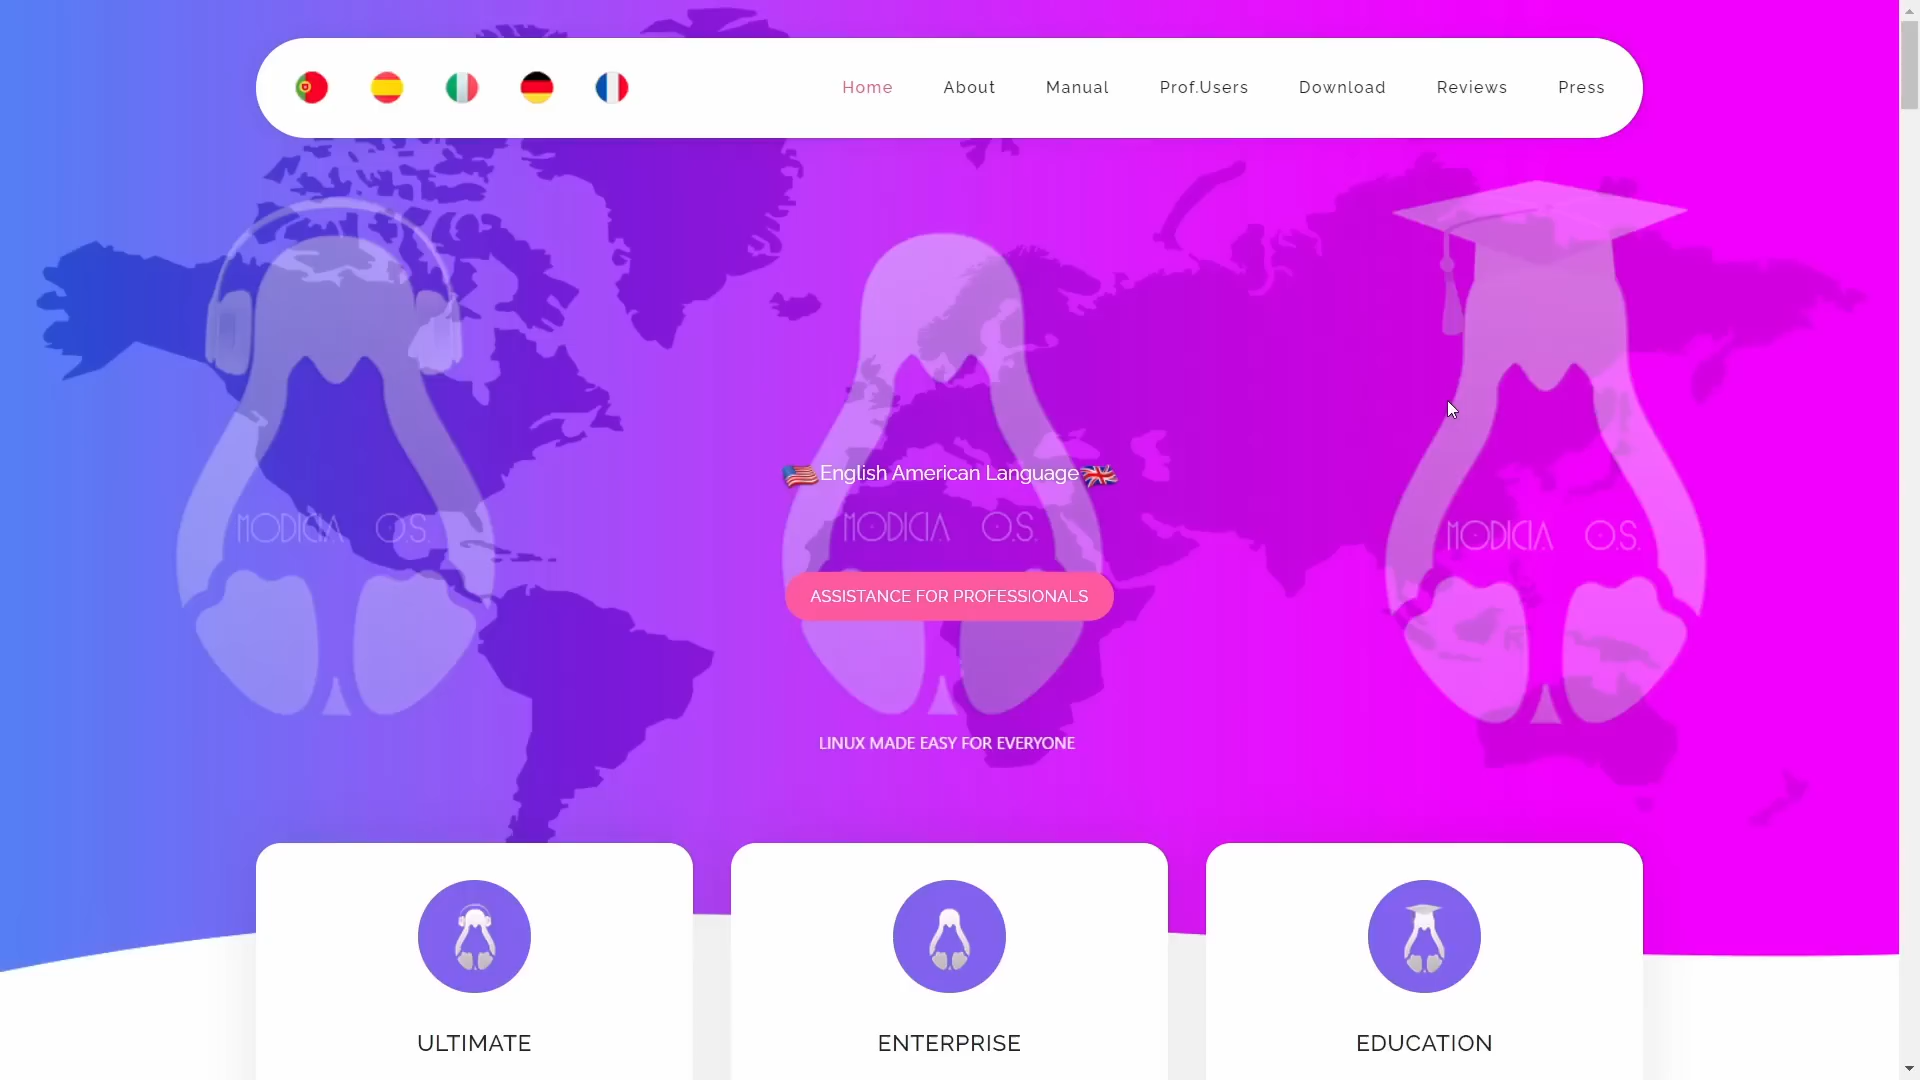 Home About Manual Prof.Users Download Reviews Press
English American Language
MODICIA O.S. MODICIA O.S. MODICIA O.S.
ASSISTANCE FOR PROFESSIONALS
LINUX MADE EASY FOR EVERYONE
ULTIMATE ENTERPRISE EDUCATION